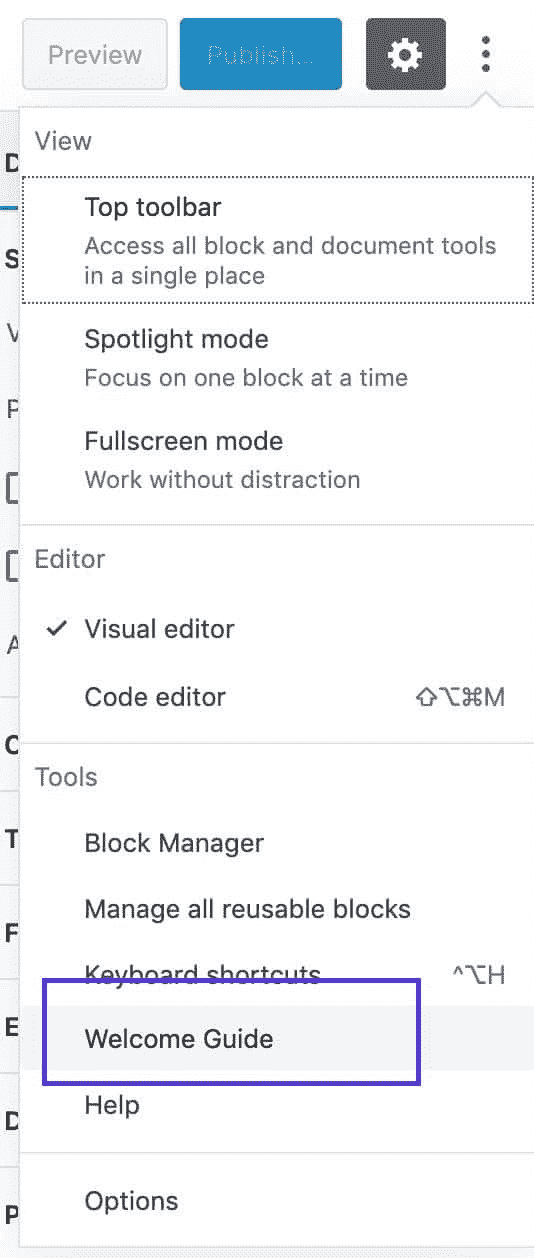 Preview
Publish...
View
Top toolbar
Access all block and document tools
in a single place
Spotlight mode
Focus on one block at a time
Fullscreen mode
Work without distraction
Editor
✓ Visual editor
Code editor ⇧⌥⌘M
Tools
Block Manager
Manage all reusable blocks
Keyboard shortcuts ^⌥H
Welcome Guide
Help
Options